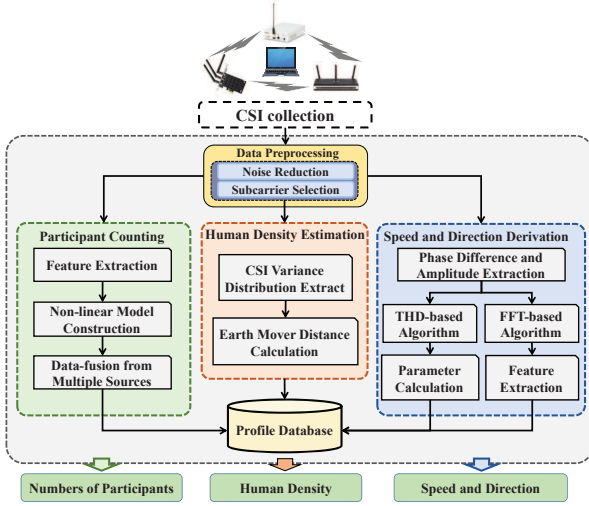 CSI collection
Data Preprocessing
Noise Reduction
Subcarrier Selection
Participant Counting
Feature Extraction
Non-linear Model
Construction
Data-fusion from
Multiple Sources
Human Density Estimation
CSI Variance
Distribution Extract
Earth Mover Distance
Calculation
Speed and Direction Derivation
Phase Difference and
Amplitude Extraction
THD-based
Algorithm
FFT-based
Algorithm
Parameter
Calculation
Feature
Extraction
Profile Database
Numbers of Participants
Human Density
Speed and Direction